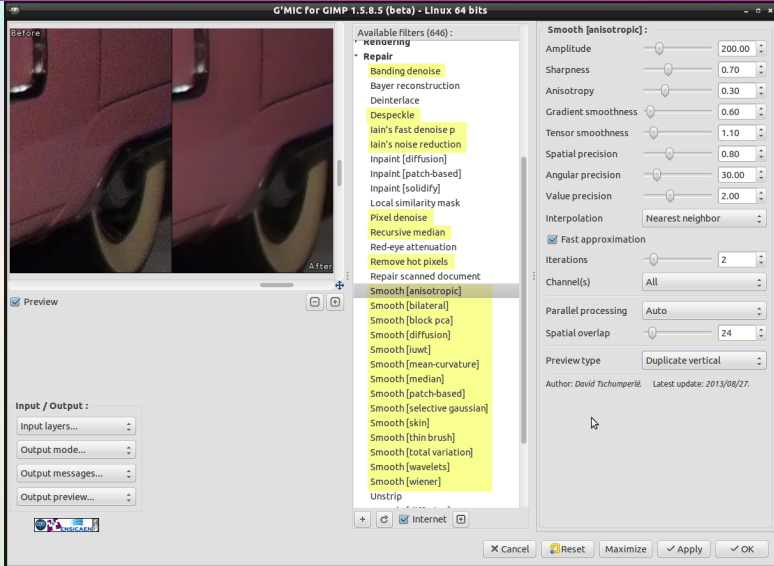 G'MIC for GIMP 1.5.8.5 (beta) - Linux 64 bits
Before
After
Preview
Input / Output :
Input layers...
Output mode...
Output messages...
Output preview...
ENSICAEN
Available filters (646) :
Rendering
Repair
Banding denoise
Bayer reconstruction
Deinterlace
Despeckle
Iain's fast denoise p
Iain's noise reduction
Inpaint [diffusion]
Inpaint [patch-based]
Inpaint [solidify]
Local similarity mask
Pixel denoise
Recursive median
Red-eye attenuation
Remove hot pixels
Repair scanned document
Smooth [anisotropic]
Smooth [bilateral]
Smooth [block pca]
Smooth [diffusion]
Smooth [iuwt]
Smooth [mean-curvature]
Smooth [median]
Smooth [patch-based]
Smooth [selective gaussian]
Smooth [skin]
Smooth [thin brush]
Smooth [total variation]
Smooth [wavelets]
Smooth [wiener]
Unstrip
Internet
Smooth [anisotropic] :
Amplitude 200.00
Sharpness 0.70
Anisotropy 0.30
Gradient smoothness 0.60
Tensor smoothness 1.10
Spatial precision 0.80
Angular precision 30.00
Value precision 2.00
Interpolation Nearest neighbor
Fast approximation
Iterations 2
Channel(s) All
Parallel processing Auto
Spatial overlap 24
Preview type Duplicate vertical
Author: David Tschumperlé. Latest update: 2013/08/27.
Cancel Reset Maximize Apply OK